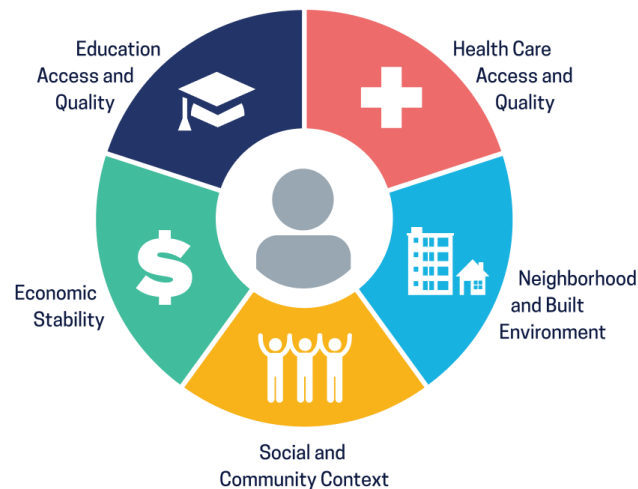 Education
Access and
Quality
Health Care
Access and
Quality
$
Economic
Stability
Neighborhood
and Built
Environment
Social and
Community Context